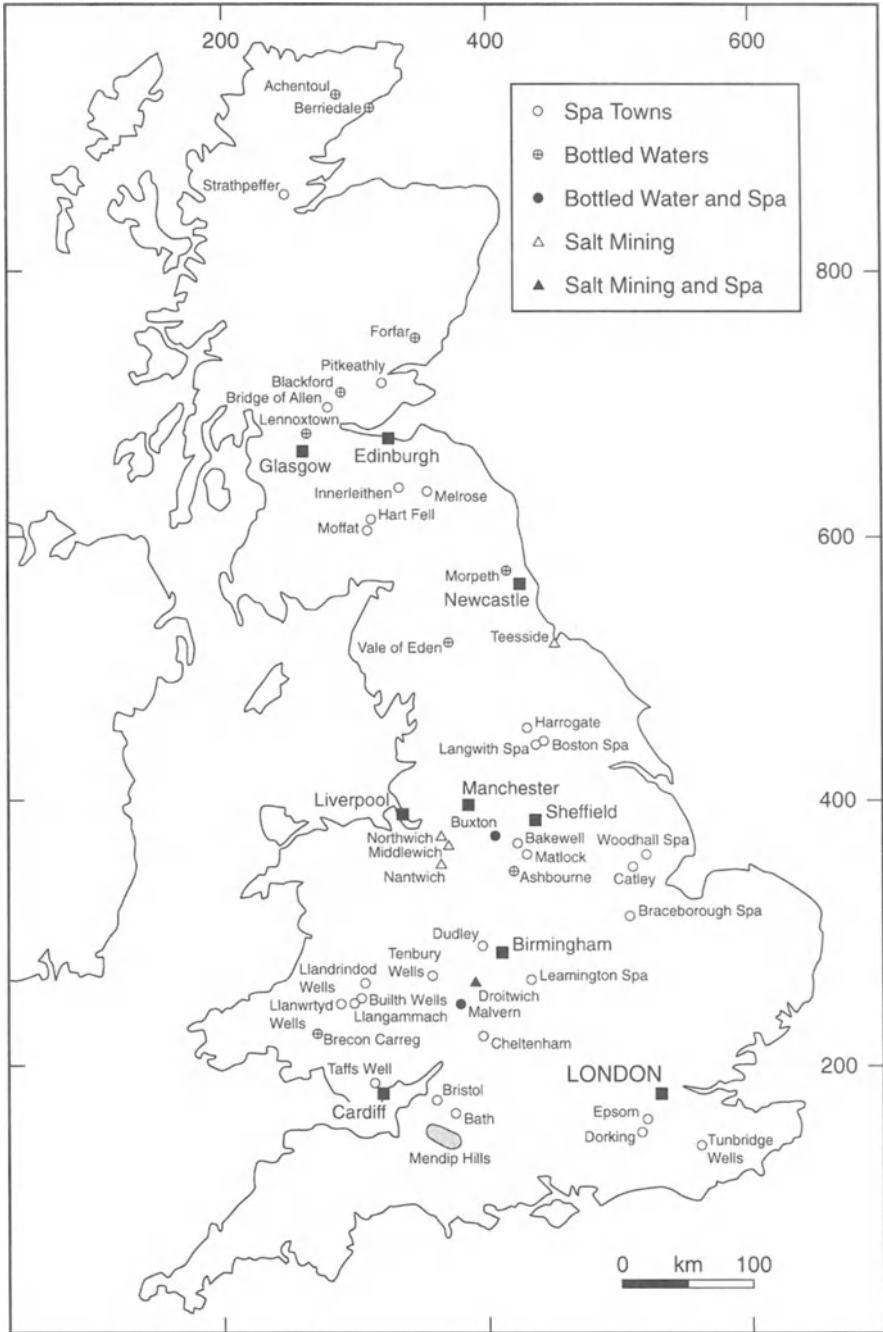 200
400
600
Achentoul
Berriedale
Spa Towns
Bottled Waters
Bottled Water and Spa
Salt Mining
Salt Mining and Spa
Strathpeffer
800
Forfar
Pitkeathly
Blackford
Bridge of Allen
Lennoxtown
Glasgow
Edinburgh
Innerleithen
Melrose
Hart Fell
Moffat
600
Morpeth
Newcastle
Teesside
Vale of Eden
Harrogate
Langwith Spa
Boston Spa
Manchester
Liverpool
400
Sheffield
Buxton
Northwich
Middlewich
Nantwich
Bakewell
Matlock
Ashbourne
Woodhall Spa
Catley
Braceborough Spa
Dudley
Birmingham
Tenbury
Wells
Llandrindod
Wells
Leamington Spa
Droitwich
Builth Wells
Llanwrtyd
Wells
Llangammach
Malvern
Brecon Carreg
Cheltenham
Taffs Well
LONDON
200
Cardiff
Bristol
Bath
Epsom
Dorking
Tunbridge
Wells
Mendip Hills
0 km 100